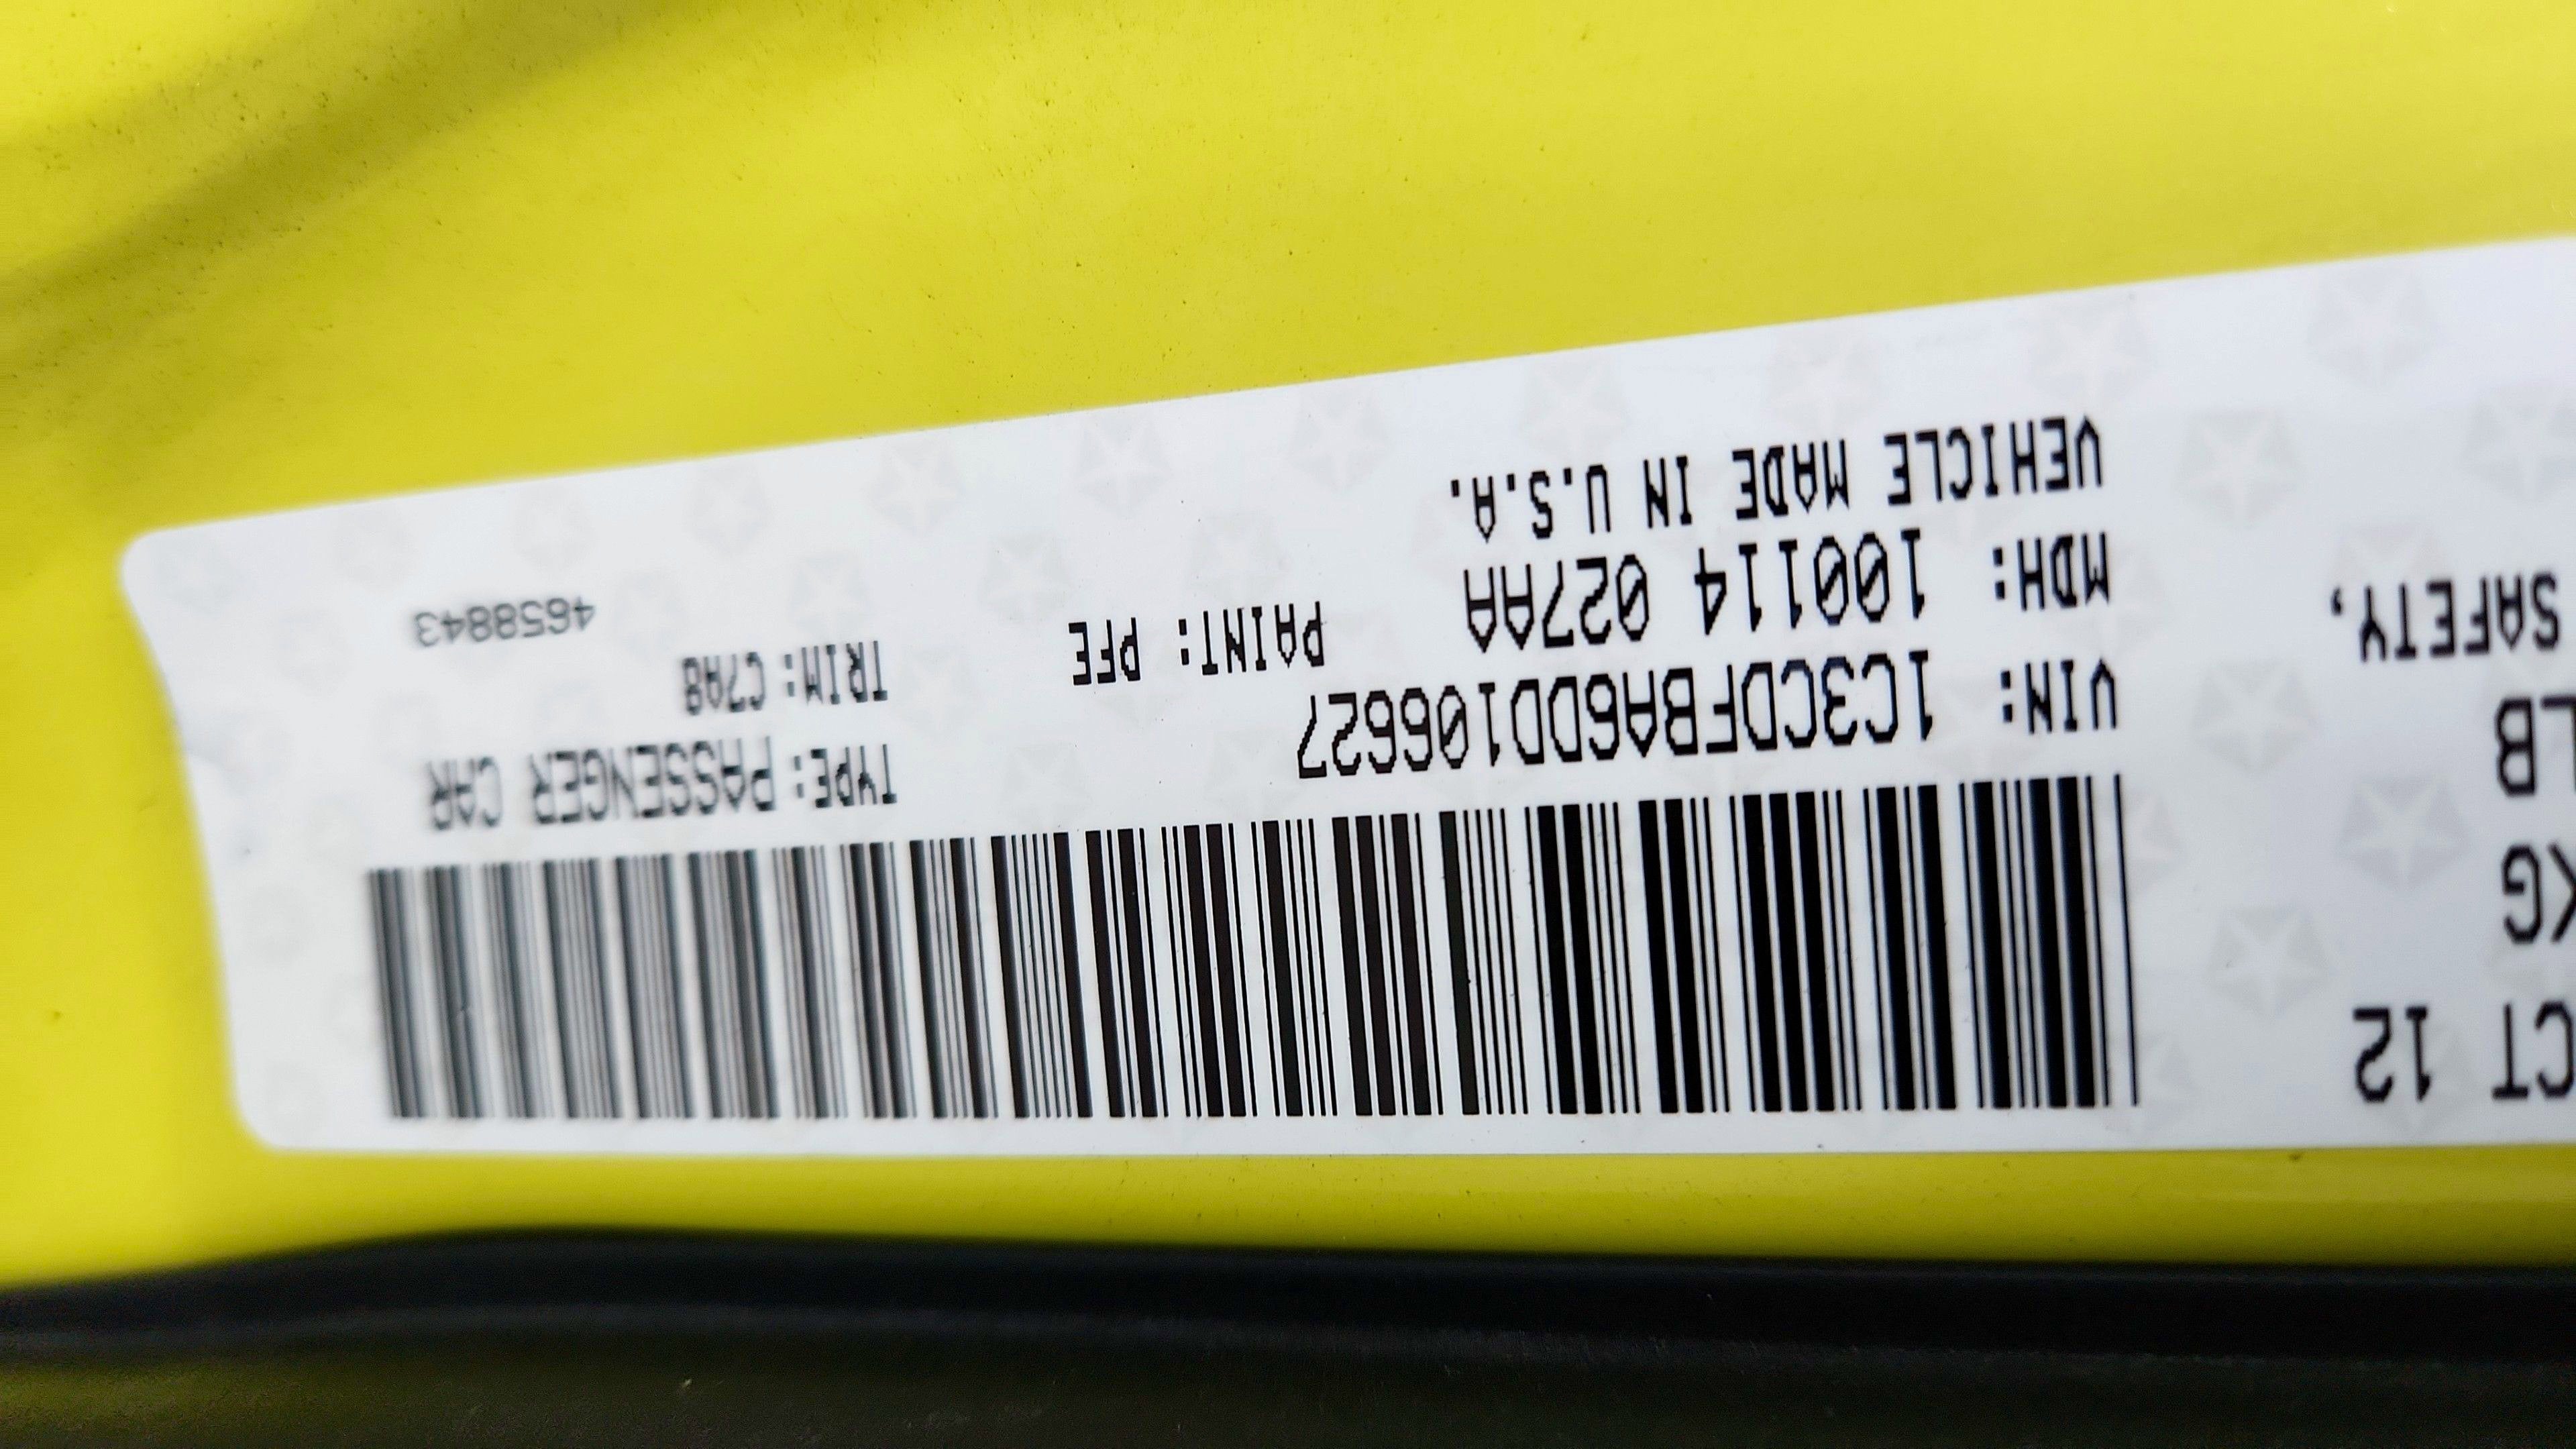 CT 12
KG
LB
SAFETY,
VIN: 1C3CDFBA6DD106627 TYPE: PASSENGER CAR
MDH: 100114 027AA PAINT: PFE TRIM: C7A8
VEHICLE MADE IN U.S.A. 4658843